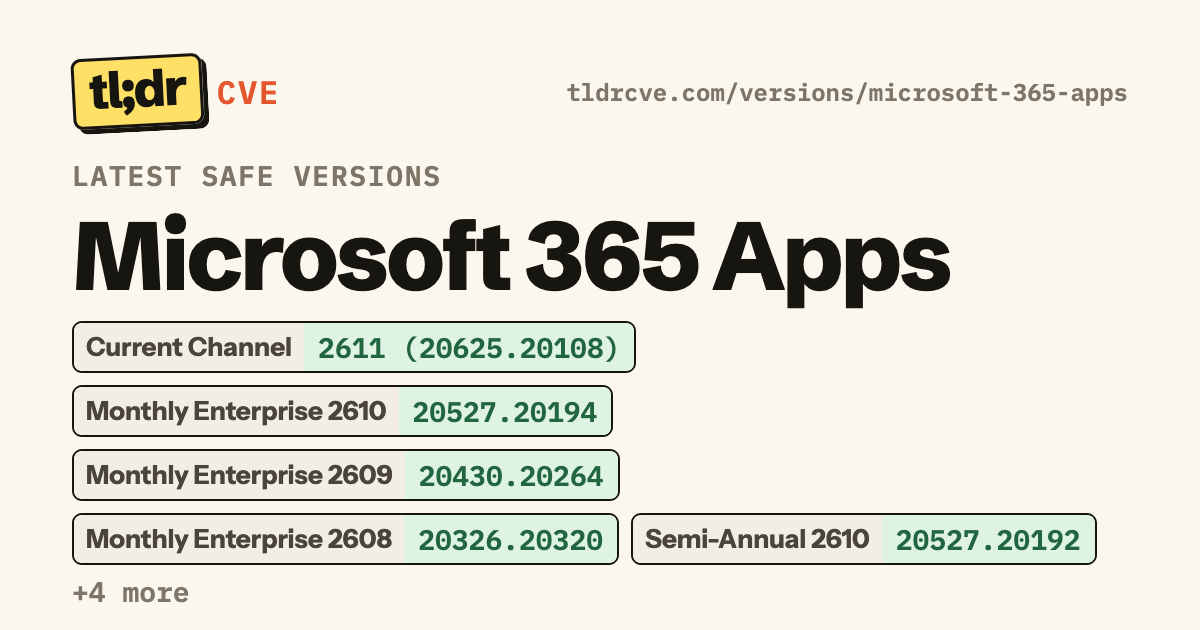 tl;dr CVE
tldrcve.com/versions/microsoft-365-apps
LATEST SAFE VERSIONS
Microsoft 365 Apps
Current Channel 2611 (20625.20108)
Monthly Enterprise 2610 20527.20194
Monthly Enterprise 2609 20430.20264
Monthly Enterprise 2608 20326.20320 Semi-Annual 2610 20527.20192
+4 more